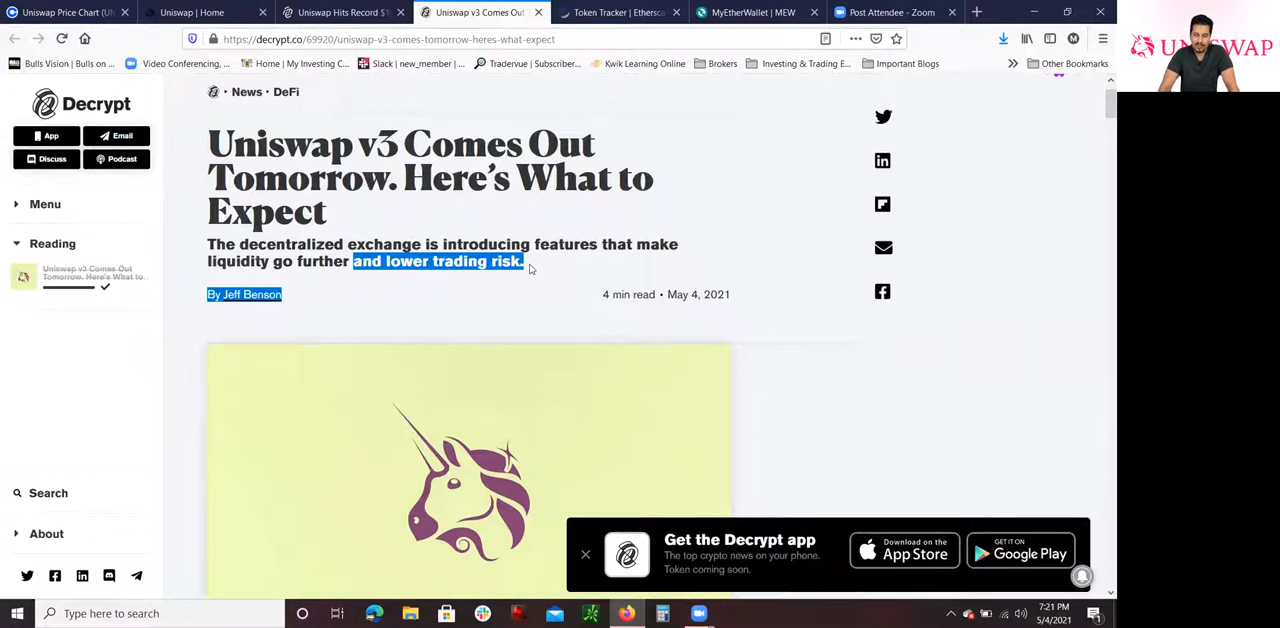 Uniswap Price Chart (UN
Uniswap | Home
Uniswap Hits Record $1
Uniswap v3 Comes Out
Token Tracker | Ethersca
MyEtherWallet | MEW
Post Attendee - Zoom
https://decrypt.co/69920/uniswap-v3-comes-tomorrow-heres-what-expect
Bulls Vision | Bulls on ...
Video Conferencing, ...
Home | My Investing C...
Slack | new_member | ...
Tradervue | Subscriber...
Kwik Learning Online
Brokers
Investing & Trading E...
Important Blogs
Other Bookmarks
UNISWAP
Decrypt
App
Email
Discuss
Podcast
Menu
Reading
Uniswap v3 Comes Out
Tomorrow. Here's What to..
Search
About
News
DeFi
Uniswap v3 Comes Out
Tomorrow. Here's What to
Expect
The decentralized exchange is introducing features that make
liquidity go further and lower trading risk.
By Jeff Benson
4 min read • May 4, 2021
Get the Decrypt app
The top crypto news on your phone.
Token coming soon.
Download on the
App Store
GET IT ON
Google Play
Type here to search
7:21 PM
5/4/2021